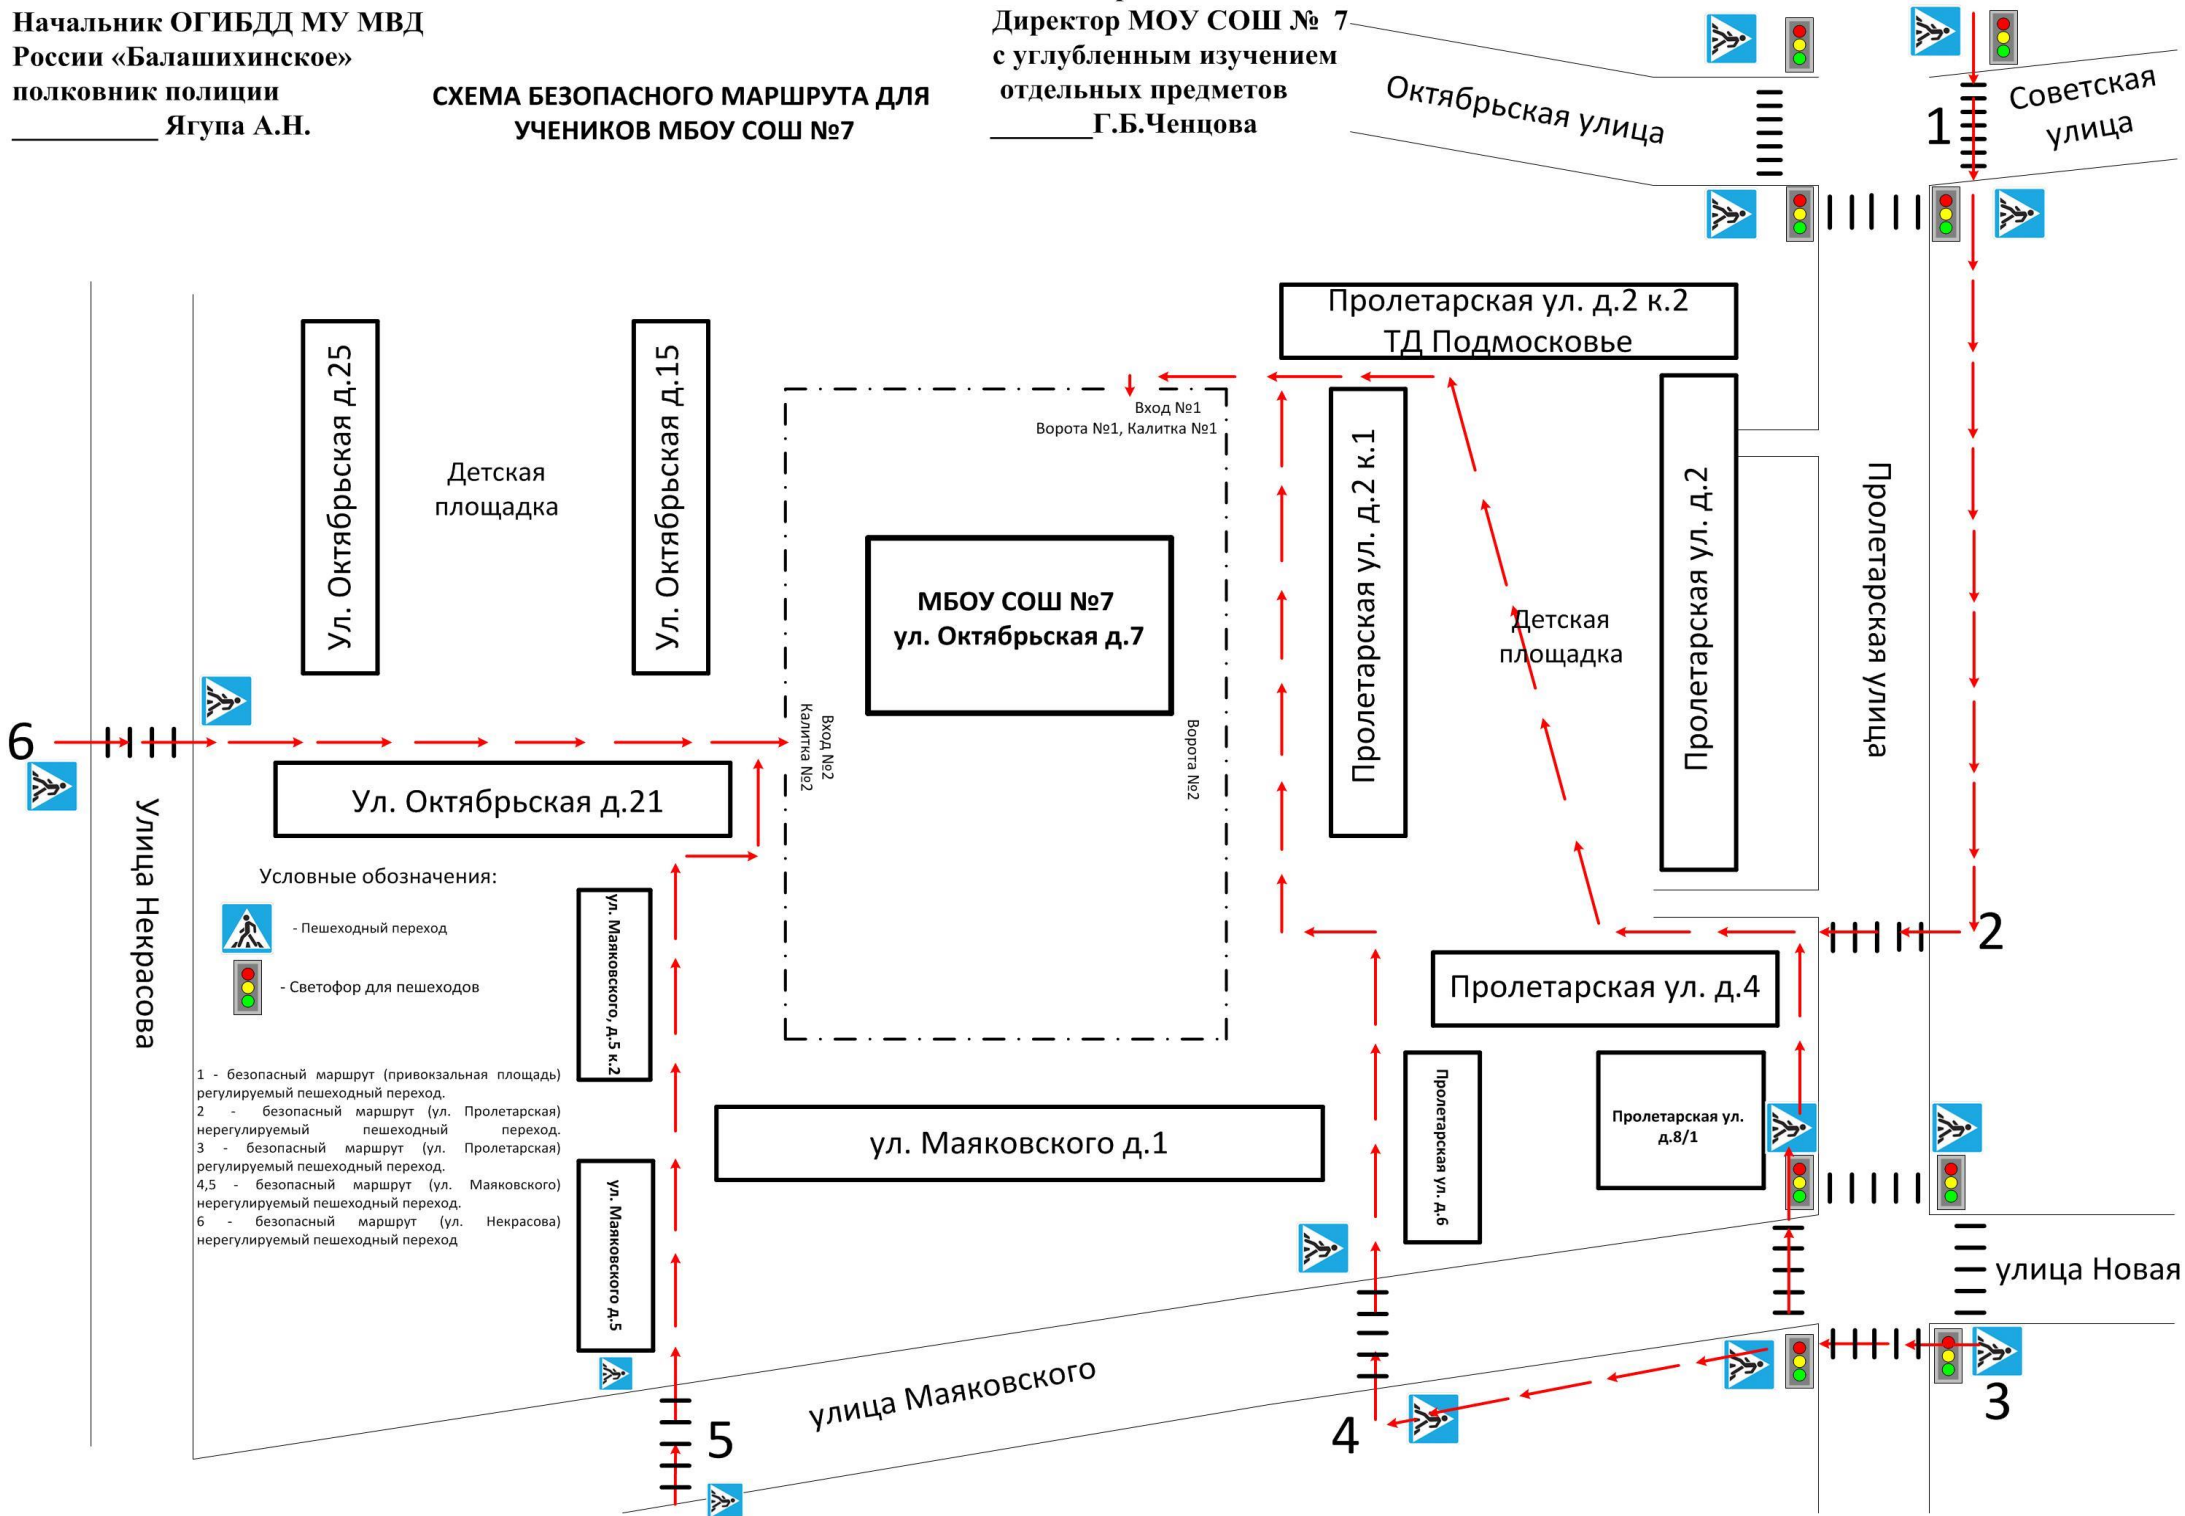 Начальник ОГИБДД МУ МВД
России «Балашихинское»
полковник полиции
__________ Ягупа А.Н.
СХЕМА БЕЗОПАСНОГО МАРШРУТА ДЛЯ
УЧЕНИКОВ МБОУ СОШ №7
Директор МОУ СОШ № 7
с углубленным изучением
отдельных предметов
_______Г.Б.Ченцова
Октябрьская улица
1
Советская
улица
Пролетарская ул. д.2 к.2
ТД Подмосковье
Ул. Октябрьская д.25
Детская
площадка
Ул. Октябрьская д.15
Вход №1
Ворота №1, Калитка №1
МБОУ СОШ №7
ул. Октябрьская д.7
Вход №2
Калитка №2
Ворота №2
Пролетарская ул. д.2 к.1
Детская
площадка
Пролетарская ул. д.2
Пролетарская улица
6
Ул. Октябрьская д.21
Улица Некрасова
Условные обозначения:
- Пешеходный переход
- Светофор для пешеходов
1 - безопасный маршрут (привокзальная площадь)
регулируемый пешеходный переход.
2 - безопасный маршрут (ул. Пролетарская)
нерегулируемый пешеходный переход.
3 - безопасный маршрут (ул. Пролетарская)
регулируемый пешеходный переход.
4,5 - безопасный маршрут (ул. Маяковского)
нерегулируемый пешеходный переход.
6 - безопасный маршрут (ул. Некрасова)
нерегулируемый пешеходный переход
ул. Маяковского, д.5 к.2
ул. Маяковского д.5
ул. Маяковского д.1
2
Пролетарская ул. д.4
Пролетарская ул. д.6
Пролетарская ул.
д.8/1
улица Новая
улица Маяковского
5
4
3